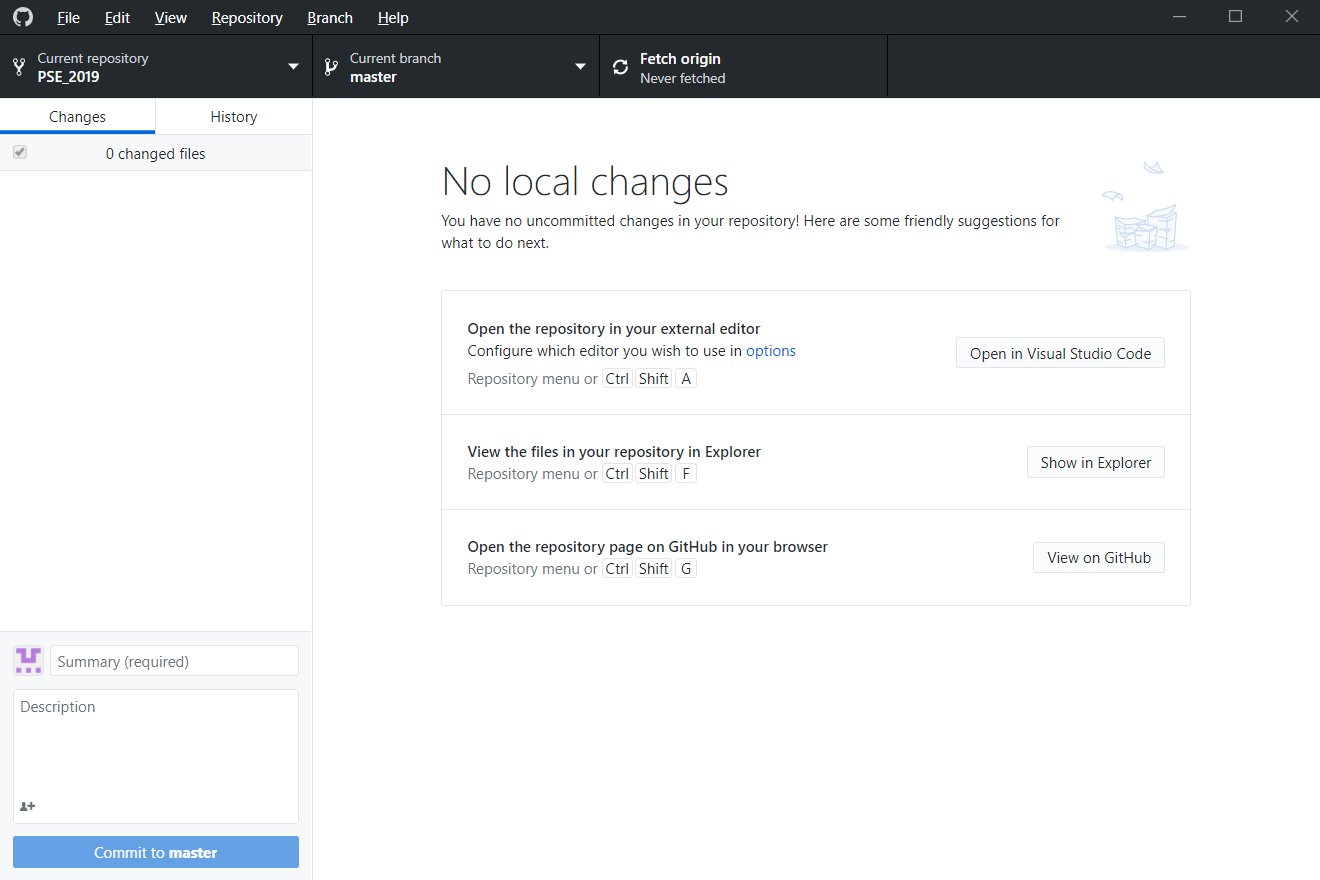 File Edit View Repository Branch Help
Current repository
PSE_2019
Current branch
master
Fetch origin
Never fetched
Changes
History
0 changed files
No local changes
You have no uncommitted changes in your repository! Here are some friendly suggestions for
what to do next.
Open the repository in your external editor
Configure which editor you wish to use in options
Repository menu or Ctrl Shift A
Open in Visual Studio Code
View the files in your repository in Explorer
Repository menu or Ctrl Shift F
Show in Explorer
Open the repository page on GitHub in your browser
Repository menu or Ctrl Shift G
View on GitHub
Summary (required)
Description
Commit to master